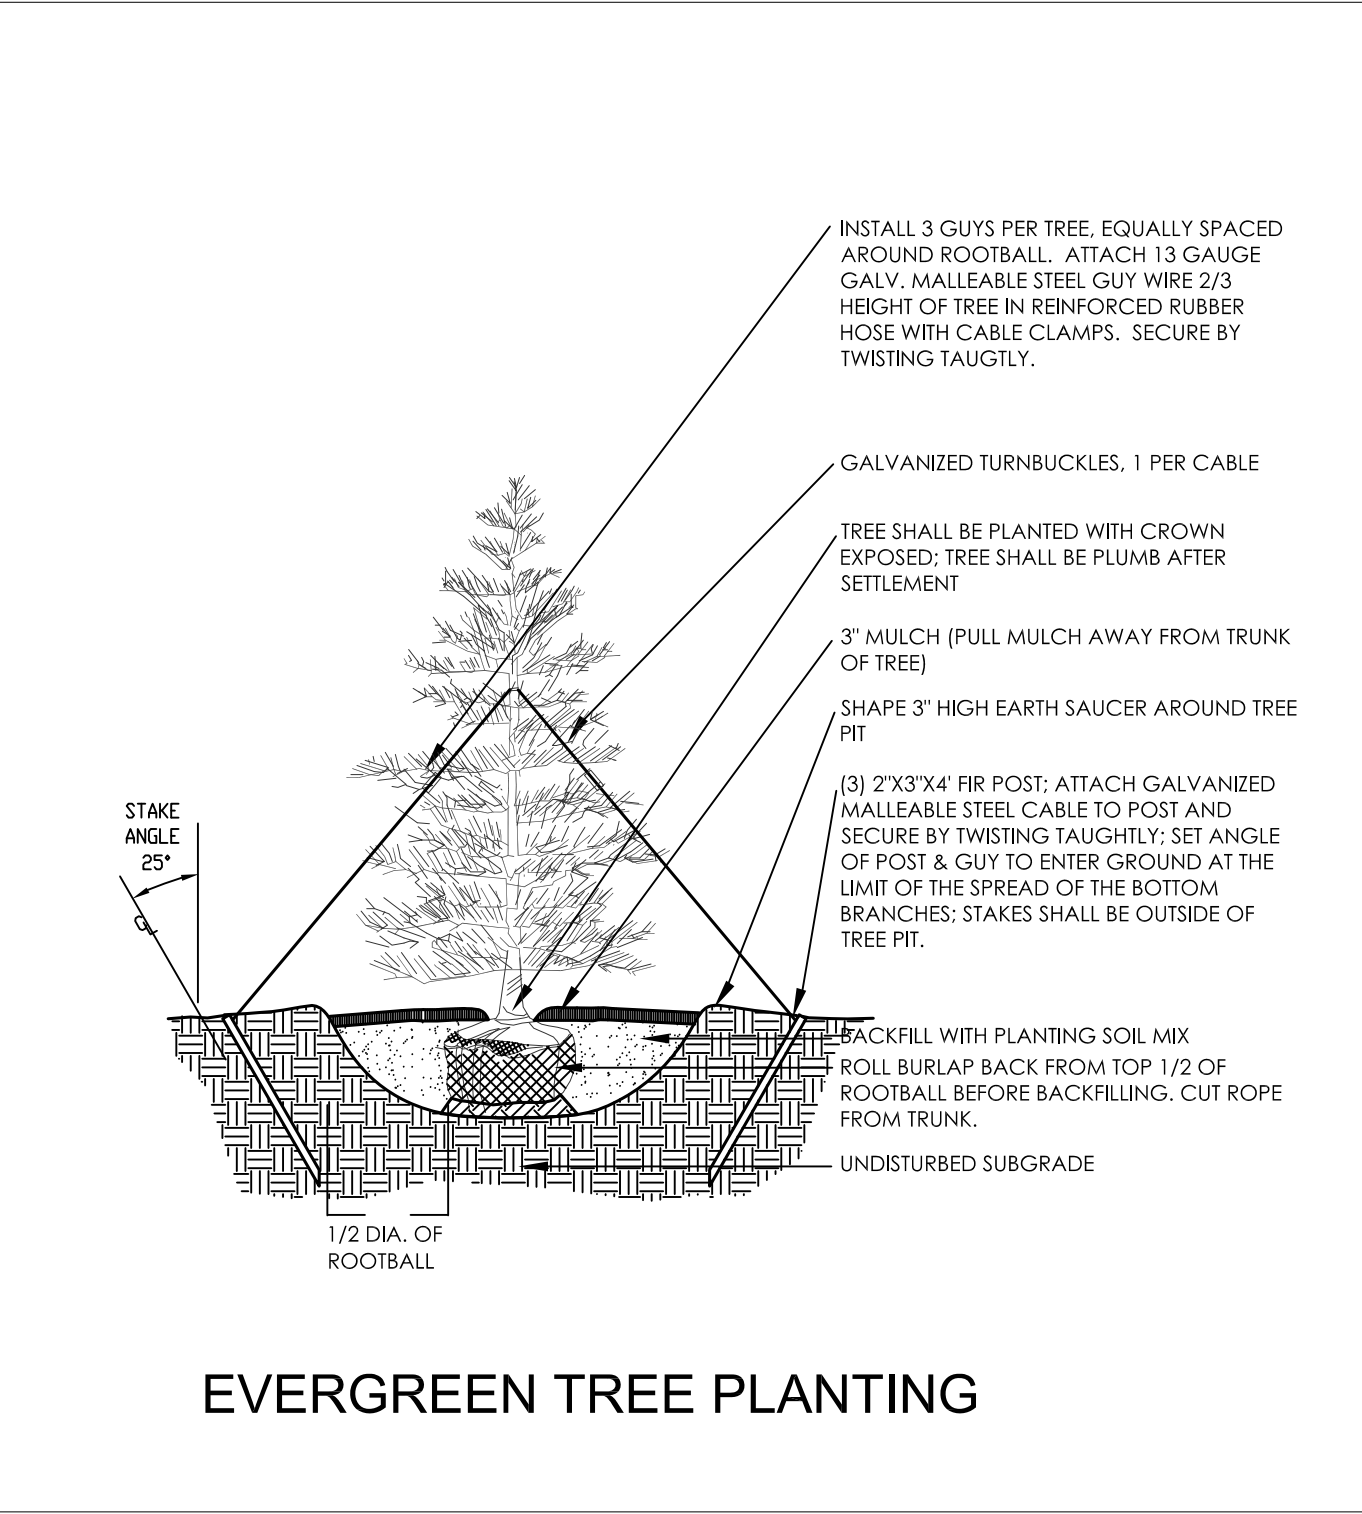 INSTALL 3 GUYS PER TREE, EQUALLY SPACED
AROUND ROOTBALL. ATTACH 13 GAUGE
GALV. MALLEABLE STEEL GUY WIRE 2/3
HEIGHT OF TREE IN REINFORCED RUBBER
HOSE WITH CABLE CLAMPS. SECURE BY
TWISTING TAUGTLY.
GALVANIZED TURNBUCKLES, 1 PER CABLE
TREE SHALL BE PLANTED WITH CROWN
EXPOSED; TREE SHALL BE PLUMB AFTER
SETTLEMENT
3" MULCH (PULL MULCH AWAY FROM TRUNK
OF TREE)
SHAPE 3" HIGH EARTH SAUCER AROUND TREE
PIT
(3) 2"X3"X4' FIR POST; ATTACH GALVANIZED
MALLEABLE STEEL CABLE TO POST AND
SECURE BY TWISTING TAUGHTLY; SET ANGLE
OF POST & GUY TO ENTER GROUND AT THE
LIMIT OF THE SPREAD OF THE BOTTOM
BRANCHES; STAKES SHALL BE OUTSIDE OF
TREE PIT.
STAKE
ANGLE
25°
CL
BACKFILL WITH PLANTING SOIL MIX
ROLL BURLAP BACK FROM TOP 1/2 OF
ROOTBALL BEFORE BACKFILLING. CUT ROPE
FROM TRUNK.
UNDISTURBED SUBGRADE
1/2 DIA. OF
ROOTBALL
EVERGREEN TREE PLANTING